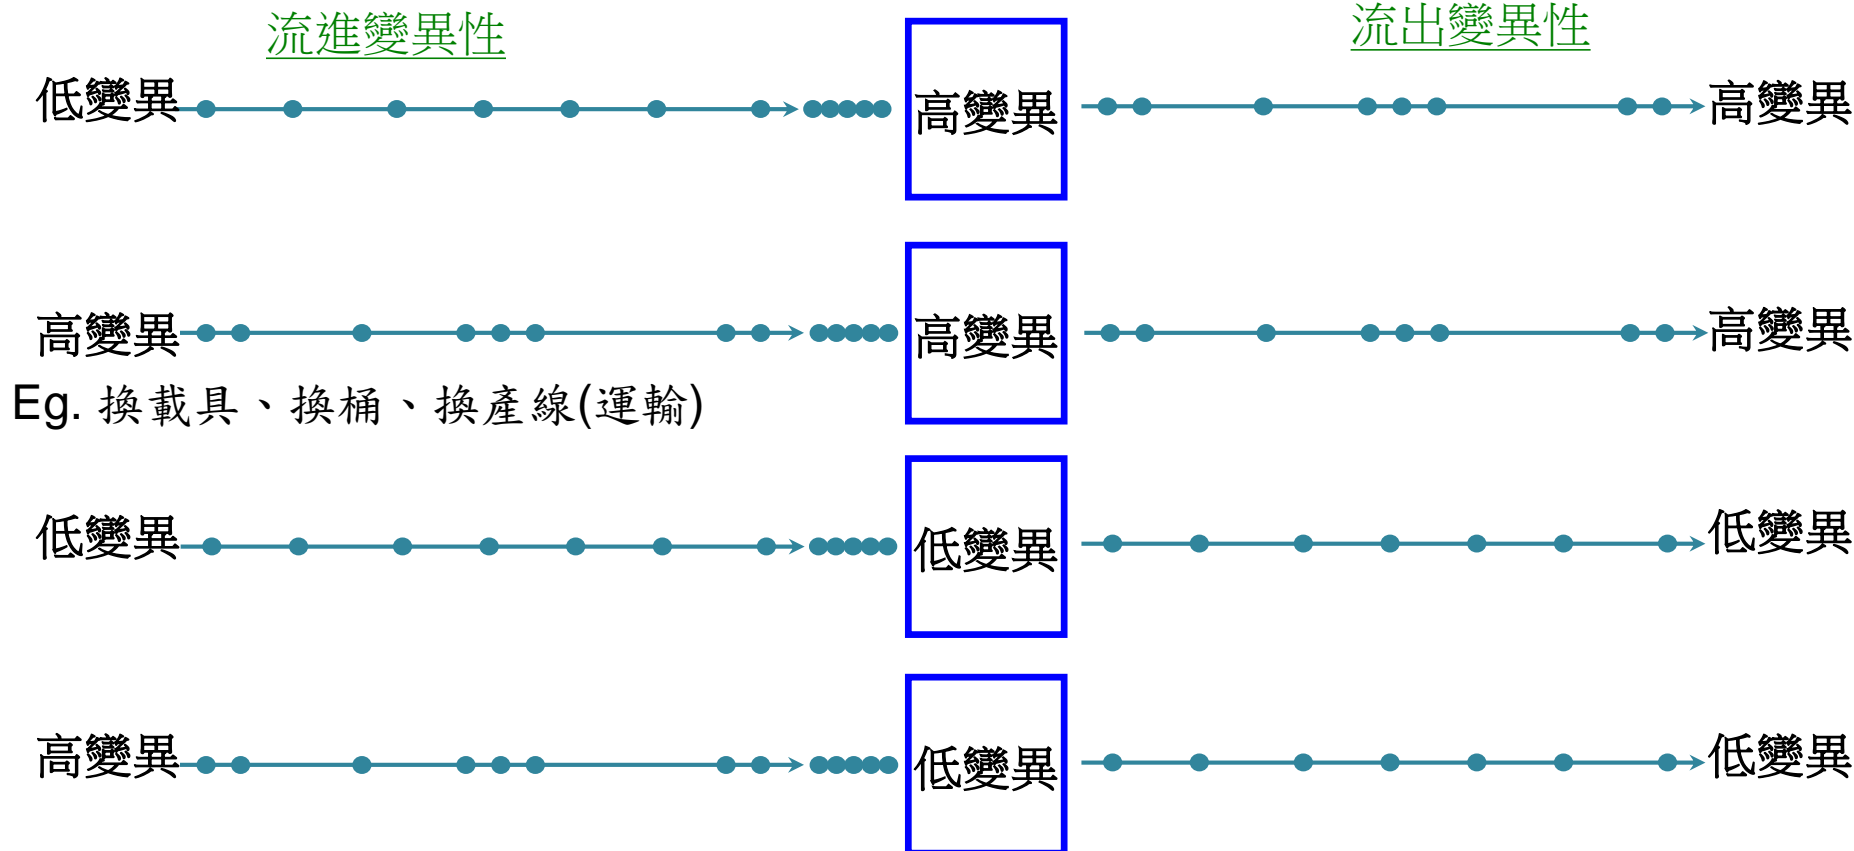 流進變異性
流出變異性
低變異 高變異 高變異
高變異 高變異 高變異
Eg. 換載具、換桶、換產線(運輸)
低變異 低變異 低變異
高變異 低變異 低變異